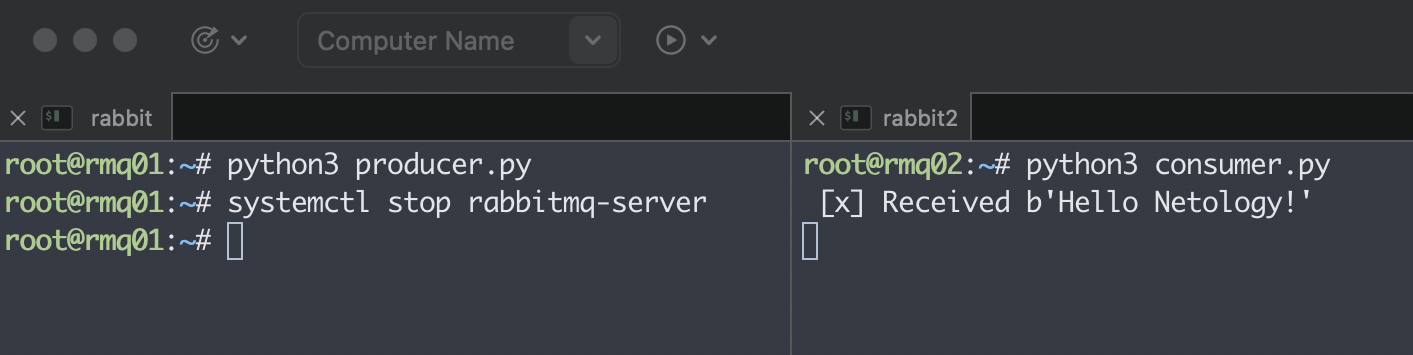 Computer Name
rabbit
root@rmq01:~# python3 producer.py
root@rmq01:~# systemctl stop rabbitmq-server
root@rmq01:~#
rabbit2
root@rmq02:~# python3 consumer.py
[x] Received b'Hello Netology!'